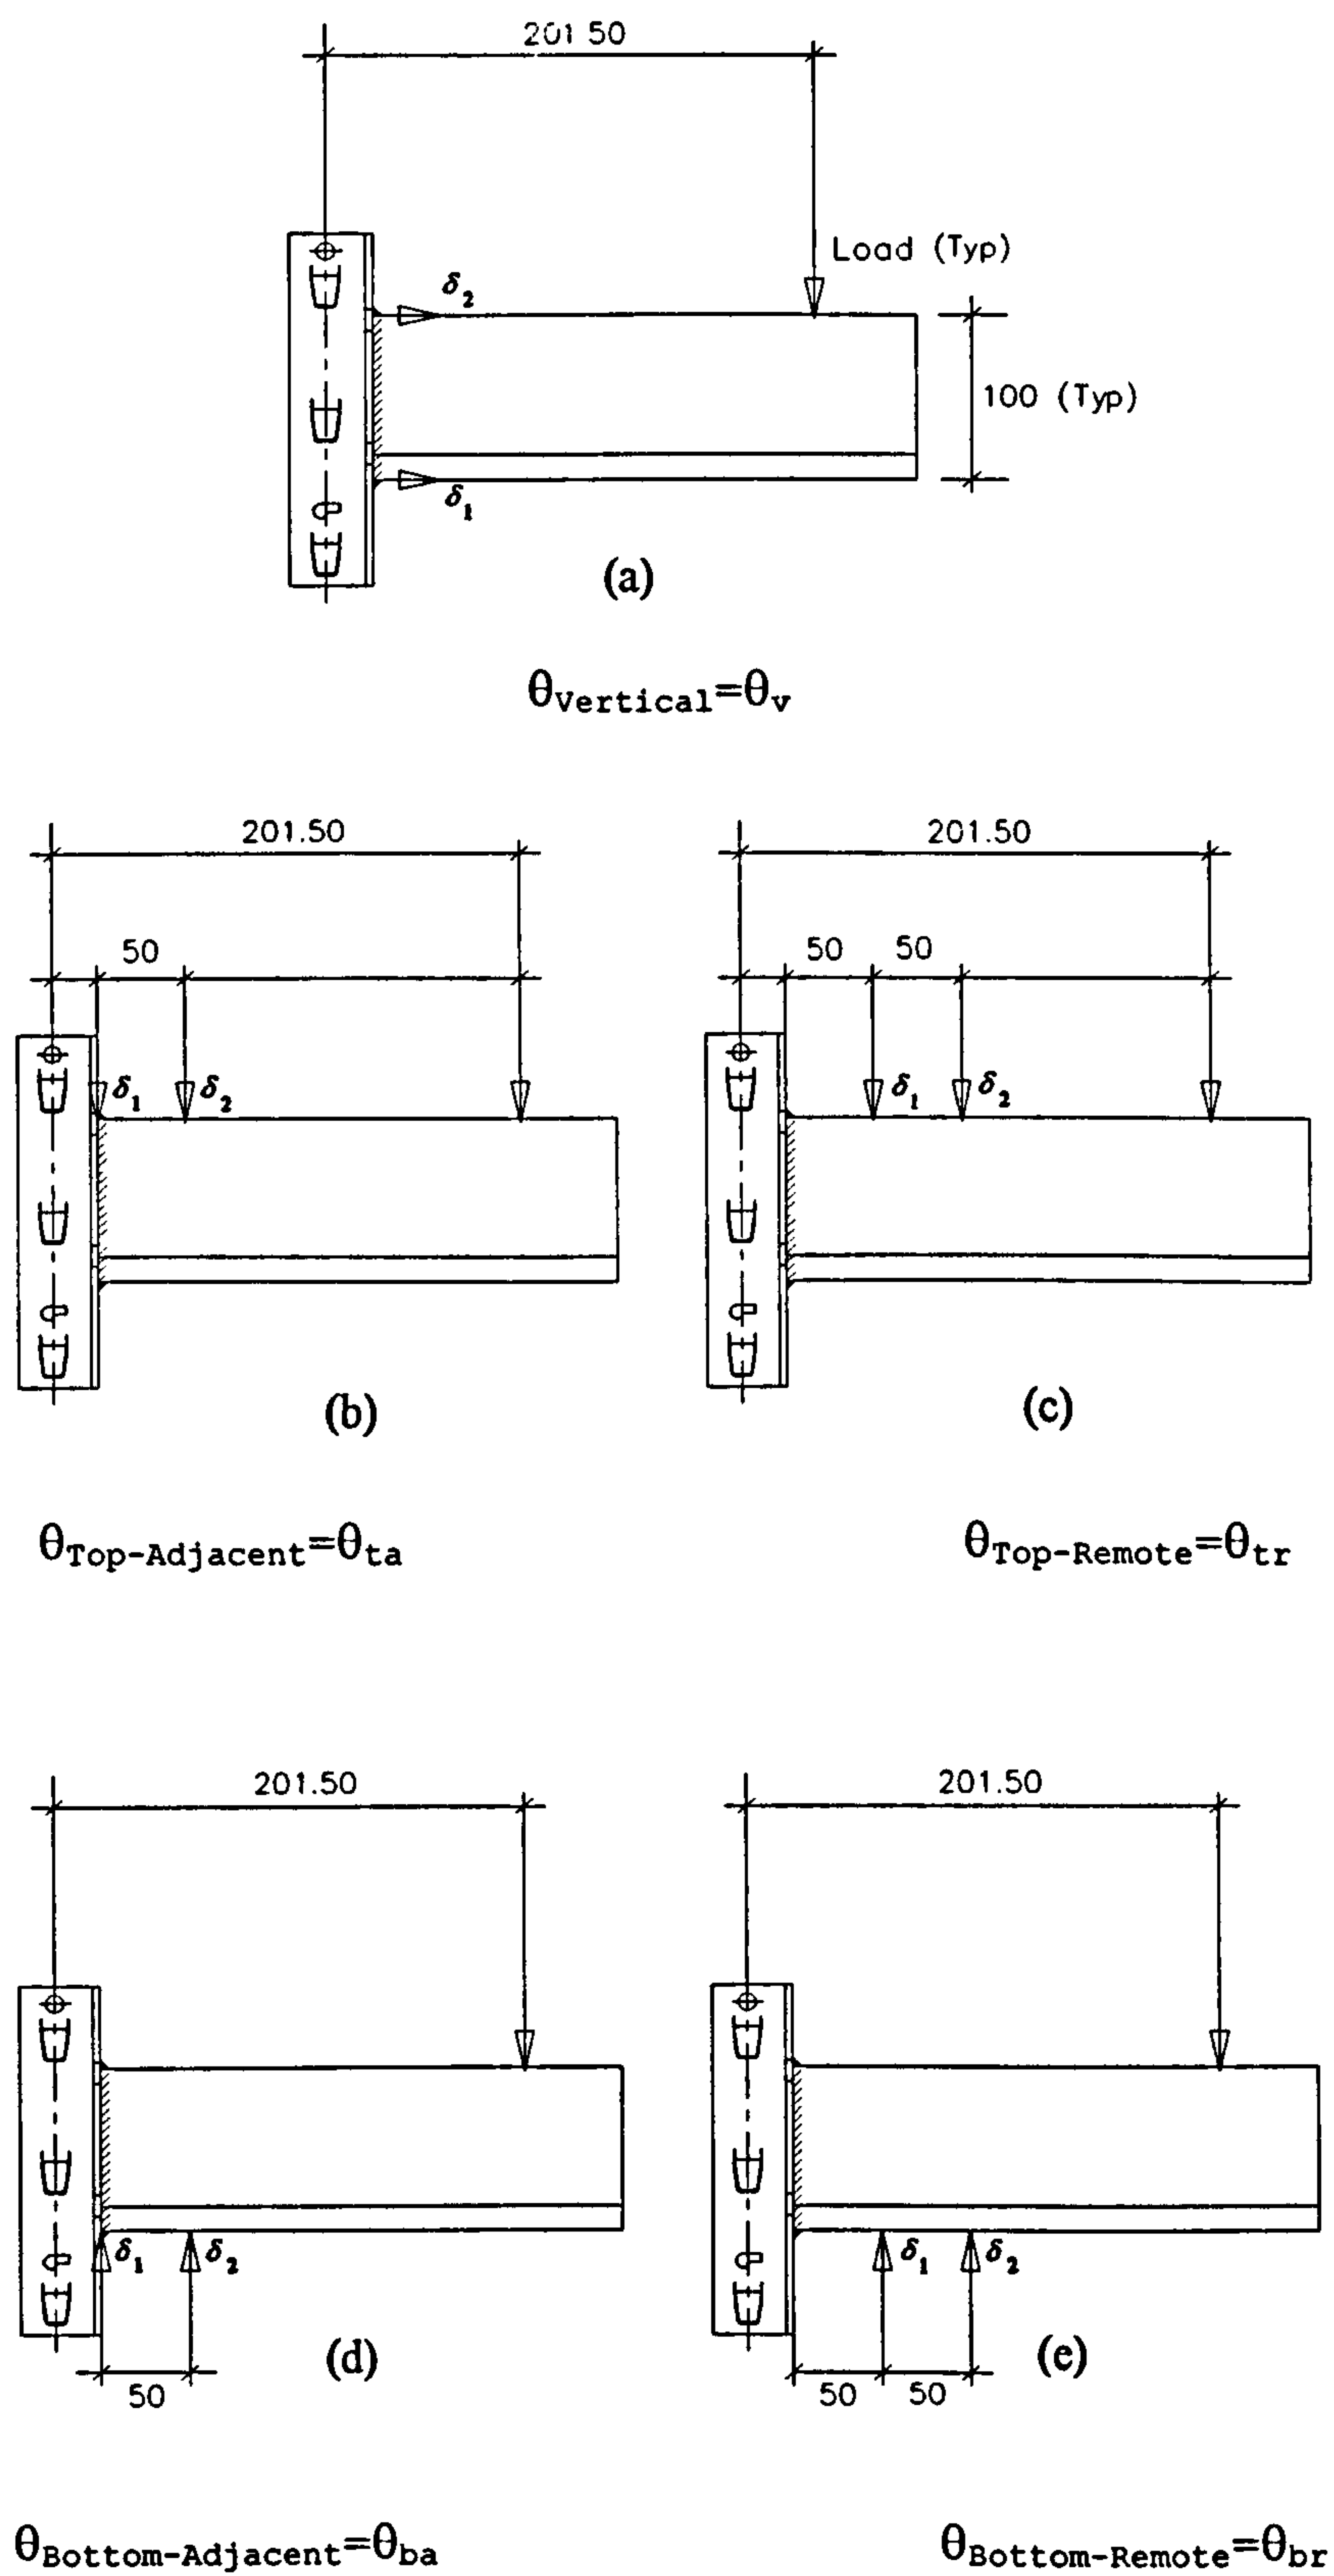 201.50
Load (Typ)
δ2
100 (Typ)
δ1
(a)
θVertical=θv
201.50 201.50
50 50 50
δ1 δ2 δ1 δ2
(b) (c)
θTop-Adjacent=θta θTop-Remote=θtr
201.50 201.50
δ1 δ2 δ1 δ2
(d) (e)
50 50 50
θBottom-Adjacent=θba θBottom-Remote=θbr